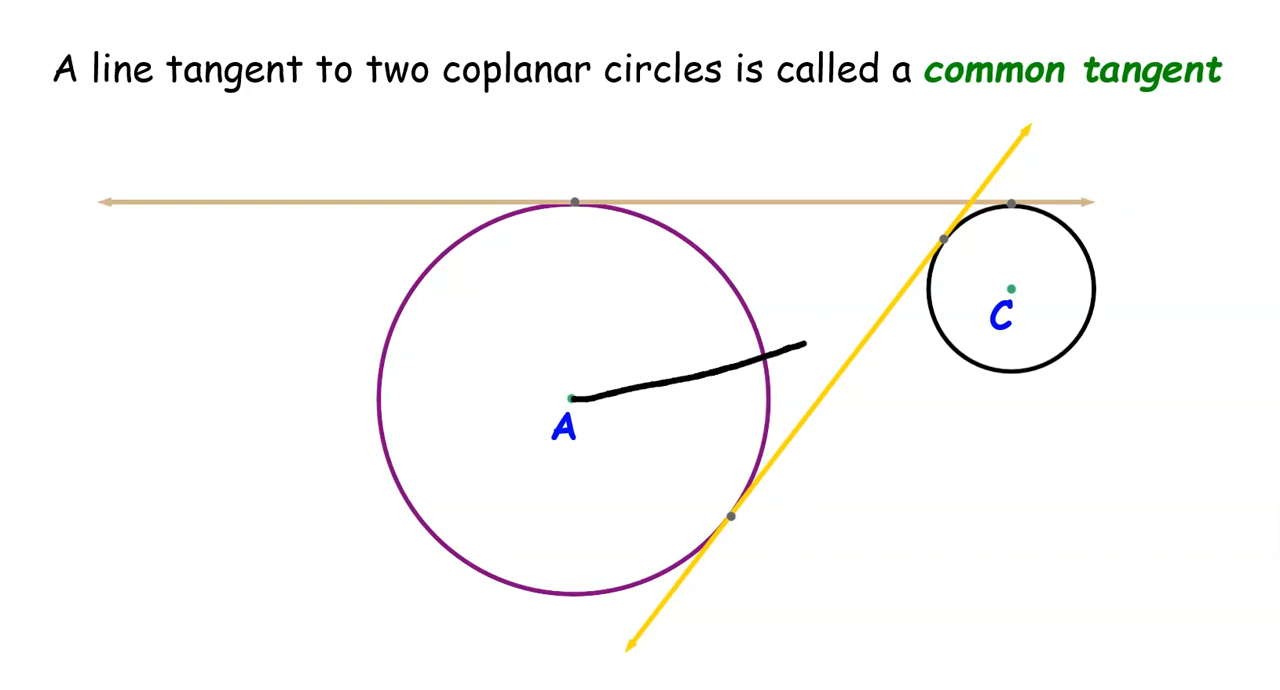 A line tangent to two coplanar circles is called a common tangent
C
A